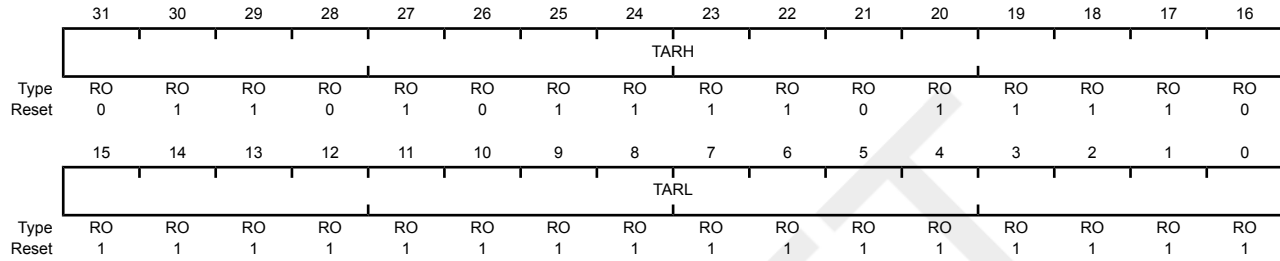 31 30 29 28 27 26 25 24 23 22 21 20 19 18 17 16
TARH
Type RO RO RO RO RO RO RO RO RO RO RO RO RO RO RO RO
Reset 0 1 1 0 1 0 1 1 1 1 0 1 1 1 1 0
15 14 13 12 11 10 9 8 7 6 5 4 3 2 1 0
TARL
Type RO RO RO RO RO RO RO RO RO RO RO RO RO RO RO RO
Reset 1 1 1 1 1 1 1 1 1 1 1 1 1 1 1 1